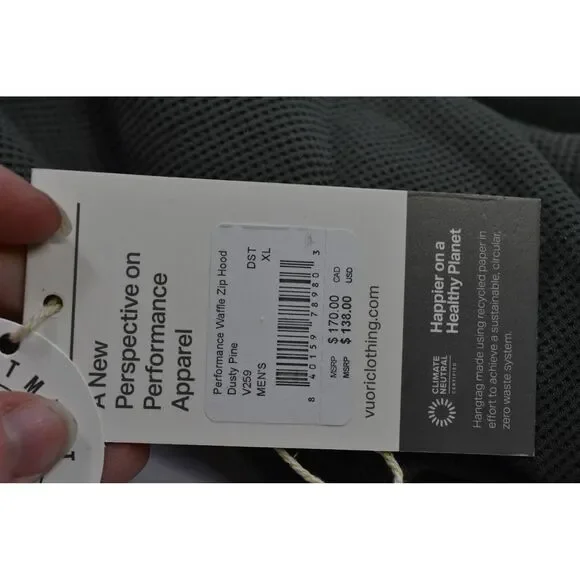 A New
Perspective on
Performance
Apparel
Performance Waffle Zip Hood
Dusty Pine DST
V259 XL
MEN'S
8 40159 78980 3
MSRP $ 170.00 CAD
MSRP $ 138.00 USD
vuoriclothing.com
CLIMATE
NEUTRAL
CERTIFIED
Happier on a
Healthy Planet
Hangtag made using recycled paper in
effort to achieve a sustainable, circular,
zero waste system.